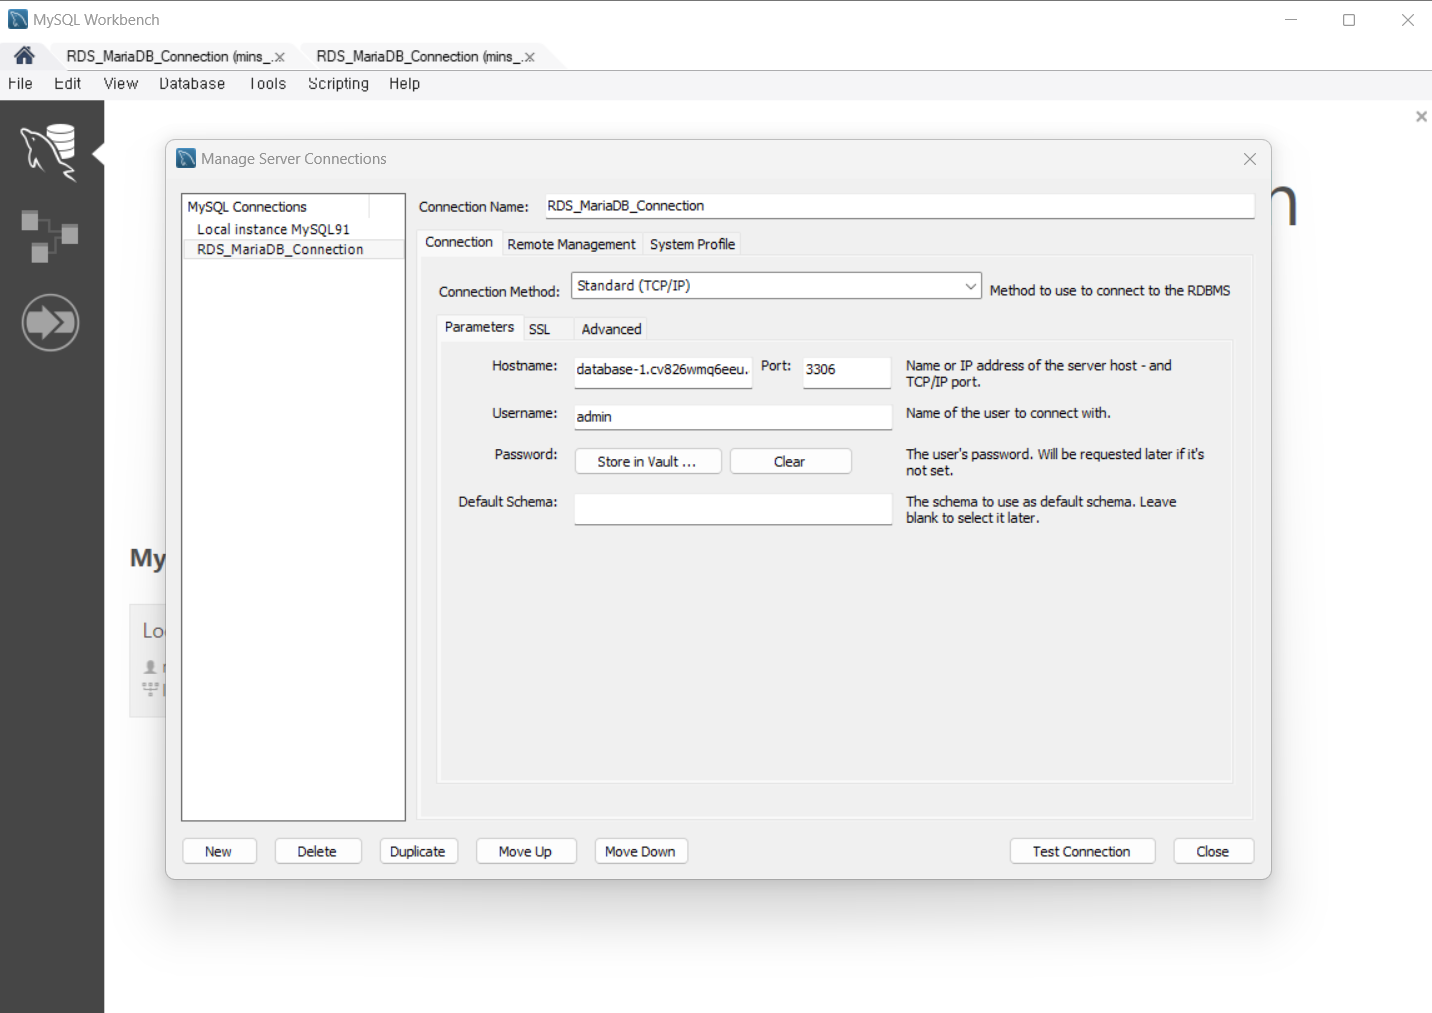 MySQL Workbench
RDS_MariaDB_Connection (mins_.
RDS_MariaDB_Connection (mins_.
File Edit View Database Tools Scripting Help
Manage Server Connections
MySQL Connections
Local instance MySQL91
RDS_MariaDB_Connection
Connection Name: RDS_MariaDB_Connection
Connection Remote Management System Profile
Connection Method: Standard (TCP/IP) Method to use to connect to the RDBMS
Parameters SSL Advanced
Hostname: database-1.cv826wmq6eeu. Port: 3306 Name or IP address of the server host - and
TCP/IP port.
Username: admin Name of the user to connect with.
Password: Store in Vault ... Clear The user's password. Will be requested later if it's
not set.
Default Schema: The schema to use as default schema. Leave
blank to select it later.
My
New Delete Duplicate Move Up Move Down Test Connection Close